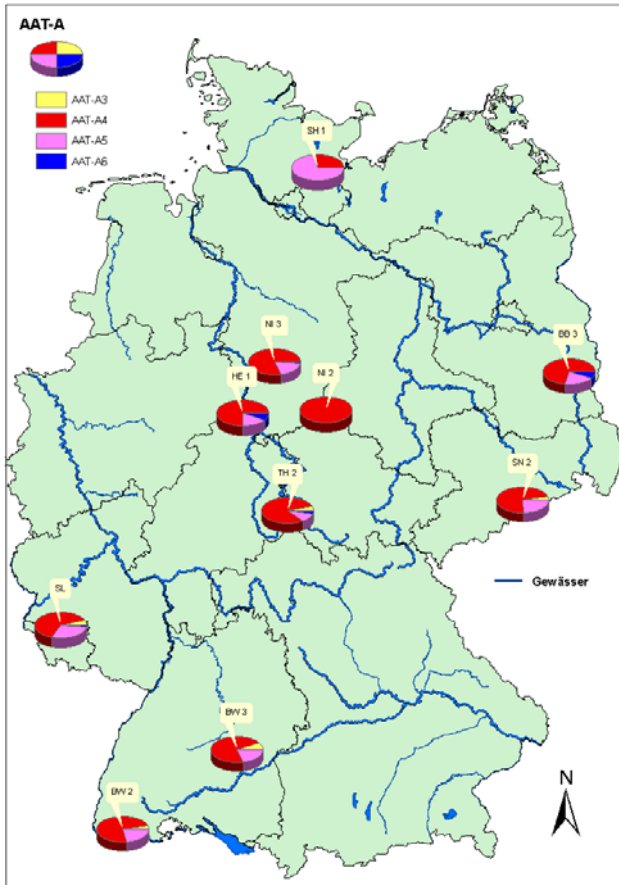 AAT-A
AAT-A3
AAT-A4
AAT-A5
AAT-A6
SH 1
NI 3
BB 3
HE 1
NI 2
SN 2
TH 2
Gewässer
SL
BW 3
N
BW 2